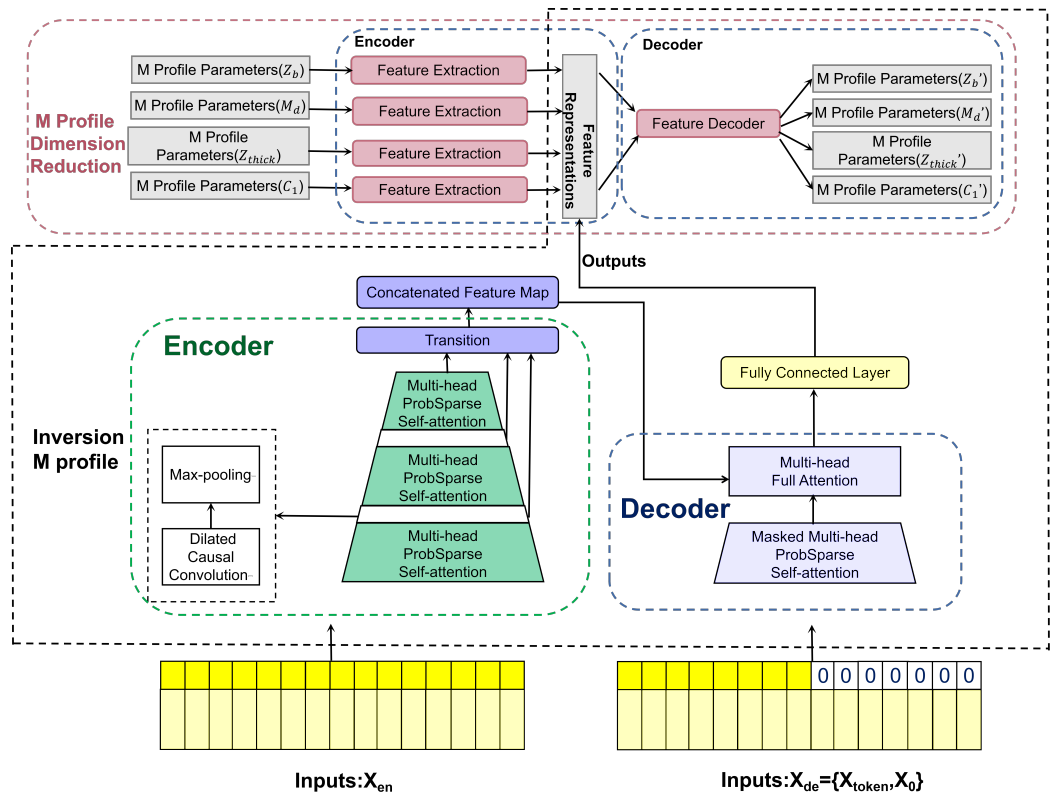 Encoder
Decoder
M Profile Parameters(Z_b)
Feature Extraction
M Profile Parameters(M_d)
Feature Extraction
M Profile
Parameters(Z_thick)
Feature Extraction
M Profile Parameters(C_1)
Feature Extraction
M Profile
Dimension
Reduction
Feature
Representations
Feature Decoder
M Profile Parameters(Z_b')
M Profile Parameters(M_d')
M Profile
Parameters(Z_thick')
M Profile Parameters(C_1')
Outputs
Concatenated Feature Map
Encoder
Transition
Multi-head
ProbSparse
Self-attention
Multi-head
ProbSparse
Self-attention
Multi-head
ProbSparse
Self-attention
Inversion
M profile
Max-pooling
Dilated
Causal
Convolution
Fully Connected Layer
Multi-head
Full Attention
Decoder
Masked Multi-head
ProbSparse
Self-attention
0 0 0 0 0 0 0
Inputs:X_en
Inputs:X_de={X_token,X_0}